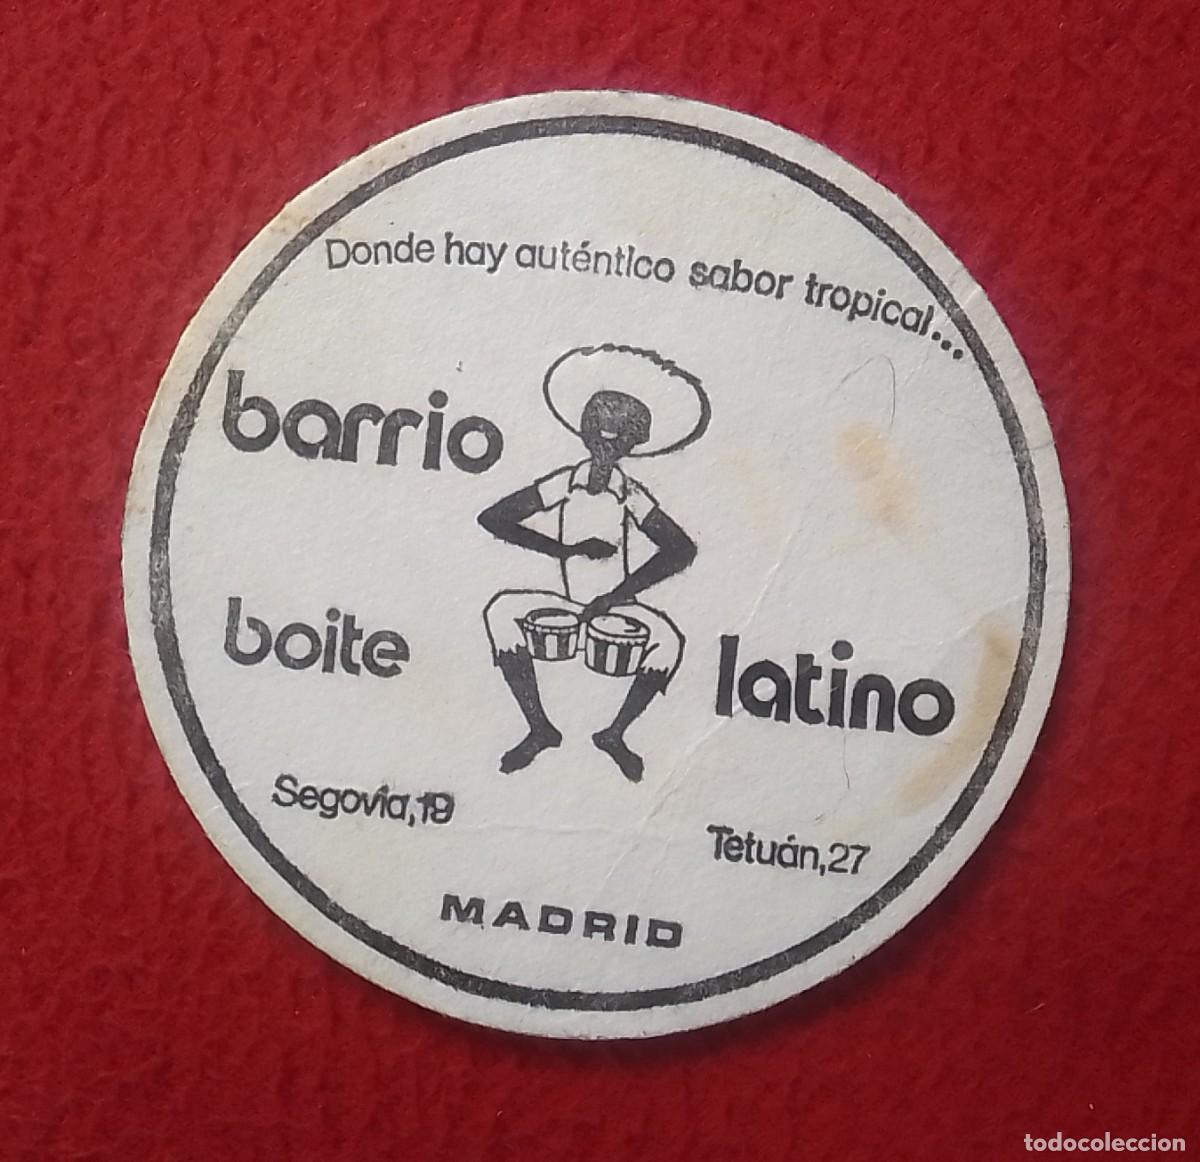 Donde hay auténtico sabor tropical...
barrio
boite
latino
Segovia,19
Tetuán,27
MADRID
todocoleccion